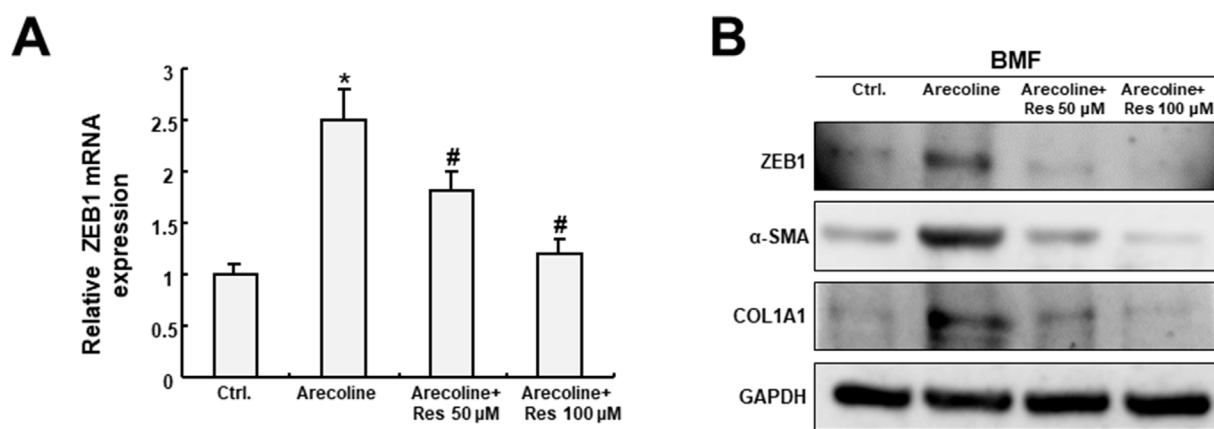 A
Relative ZEB1 mRNA
expression
3
2.5
2
1.5
1
0.5
0
*
#
#
Ctrl.
Arecoline
Arecoline+
Res 50 µM
Arecoline+
Res 100 µM
B
BMF
Ctrl.
Arecoline
Arecoline+
Res 50 µM
Arecoline+
Res 100 µM
ZEB1
α-SMA
COL1A1
GAPDH